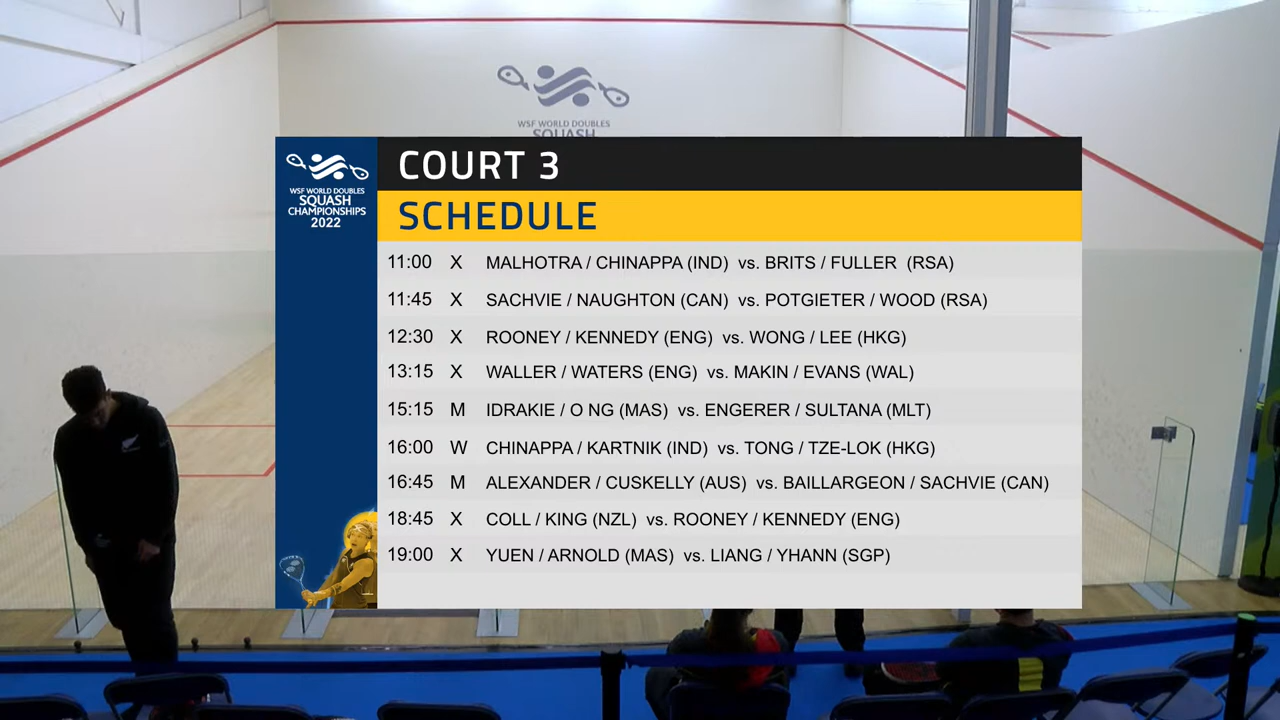 WSF WORLD DOUBLES
SQUASH
WSF WORLD DOUBLES
SQUASH
CHAMPIONSHIPS
2022
COURT 3
SCHEDULE
11:00 X MALHOTRA / CHINAPPA (IND) vs. BRITS / FULLER (RSA)
11:45 X SACHVIE / NAUGHTON (CAN) vs. POTGIETER / WOOD (RSA)
12:30 X ROONEY / KENNEDY (ENG) vs. WONG / LEE (HKG)
13:15 X WALLER / WATERS (ENG) vs. MAKIN / EVANS (WAL)
15:15 M IDRAKIE / O NG (MAS) vs. ENGERER / SULTANA (MLT)
16:00 W CHINAPPA / KARTNIK (IND) vs. TONG / TZE-LOK (HKG)
16:45 M ALEXANDER / CUSKELLY (AUS) vs. BAILLARGEON / SACHVIE (CAN)
18:45 X COLL / KING (NZL) vs. ROONEY / KENNEDY (ENG)
19:00 X YUEN / ARNOLD (MAS) vs. LIANG / YHANN (SGP)